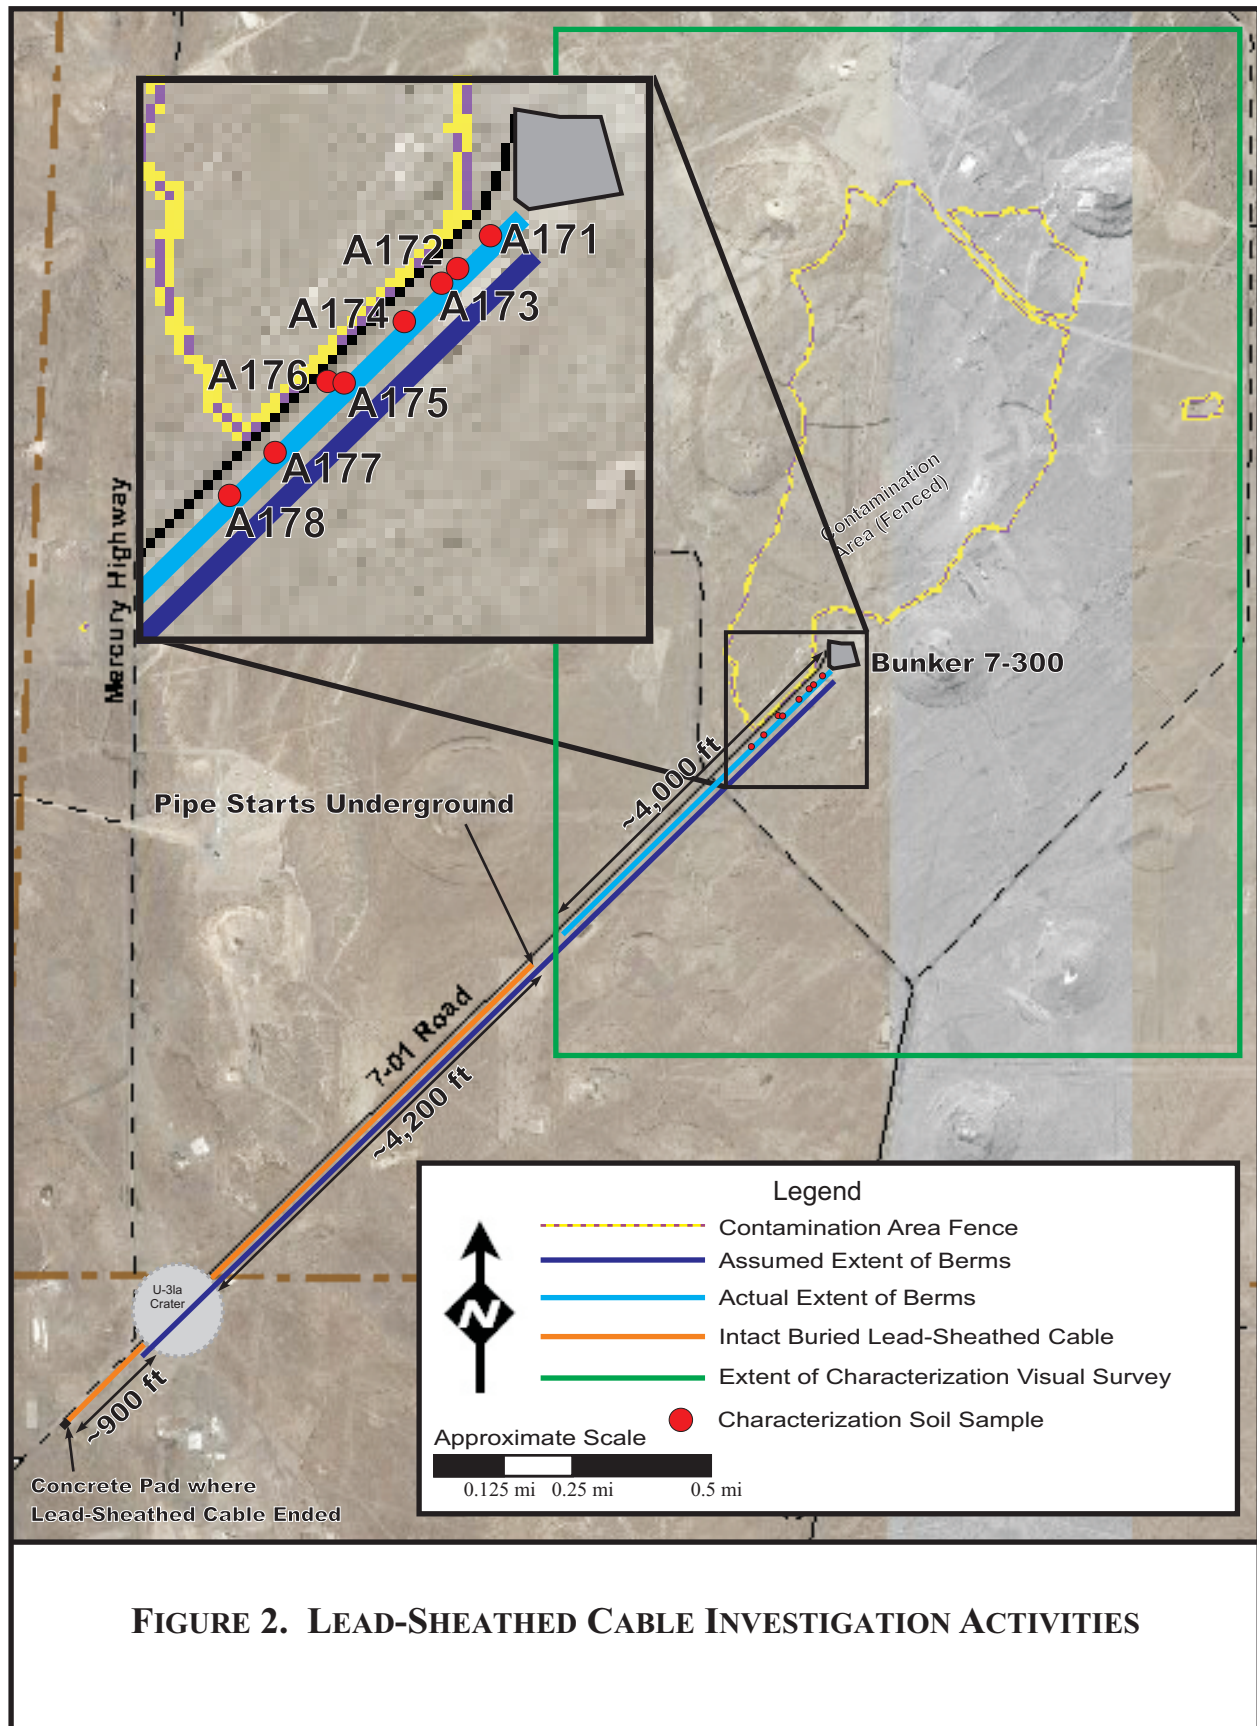 A171
A172
A173
A174
A176
A175
A177
A178
Mercury Highway
Contamination
Area (Fenced)
Bunker 7-300
~4,000 ft
Pipe Starts Underground
7-01 Road
~4,200 ft
U-3la
Crater
~900 ft
Concrete Pad where
Lead-Sheathed Cable Ended
Legend
N
Contamination Area Fence
Assumed Extent of Berms
Actual Extent of Berms
Intact Buried Lead-Sheathed Cable
Extent of Characterization Visual Survey
Characterization Soil Sample
Approximate Scale
0.125 mi 0.25 mi 0.5 mi
FIGURE 2. LEAD-SHEATHED CABLE INVESTIGATION ACTIVITIES